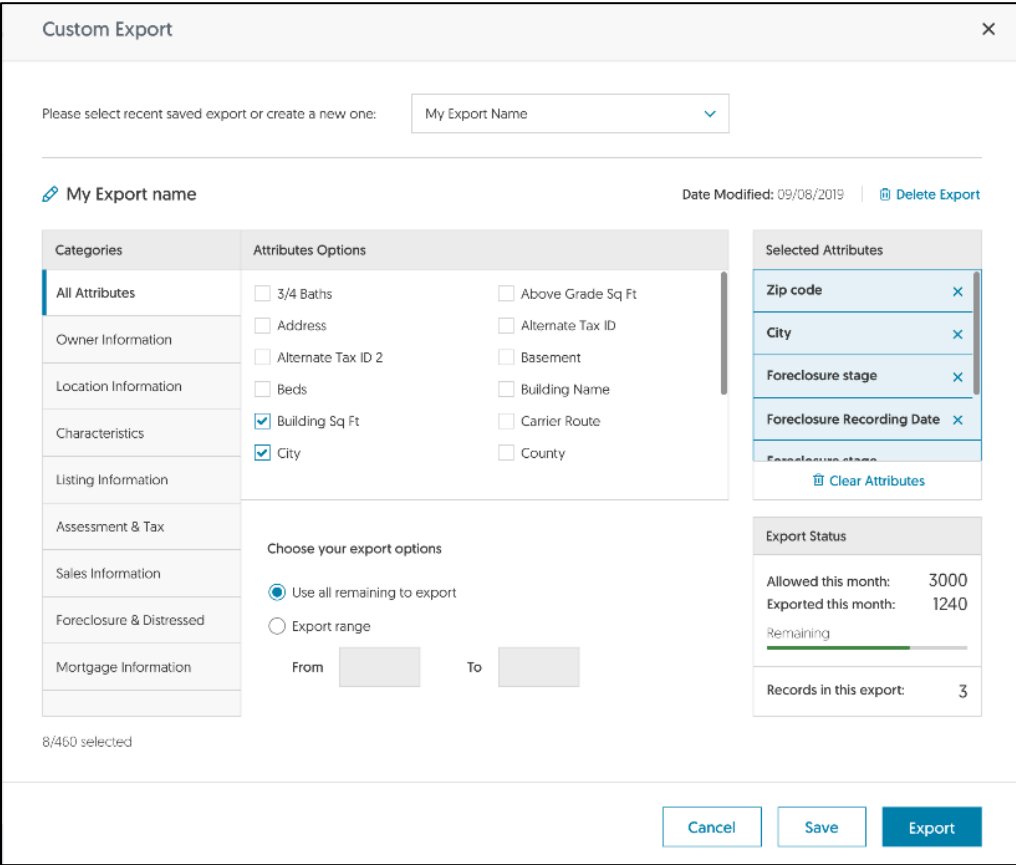 Custom Export
Please select recent saved export or create a new one:
My Export Name
My Export name
Date Modified: 09/08/2019
Delete Export
Categories
All Attributes
Owner Information
Location Information
Characteristics
Listing Information
Assessment & Tax
Sales Information
Foreclosure & Distressed
Mortgage Information
Attributes Options
3/4 Baths
Above Grade Sq Ft
Address
Alternate Tax ID
Alternate Tax ID 2
Basement
Beds
Building Name
Building Sq Ft
Carrier Route
City
County
Choose your export options
Use all remaining to export
Export range
From
To
Selected Attributes
Zip code
City
Foreclosure stage
Foreclosure Recording Date
Foreclosure stage
Clear Attributes
Export Status
Allowed this month: 3000
Exported this month: 1240
Remaining
Records in this export: 3
8/460 selected
Cancel
Save
Export